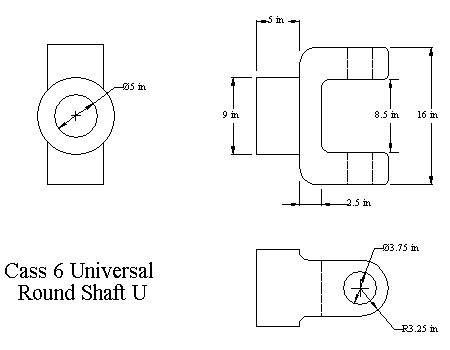 5 in
Ø5 in
9 in
8.5 in
16 in
2.5 in
Ø3.75 in
Cass 6 Universal
Round Shaft U
R3.25 in